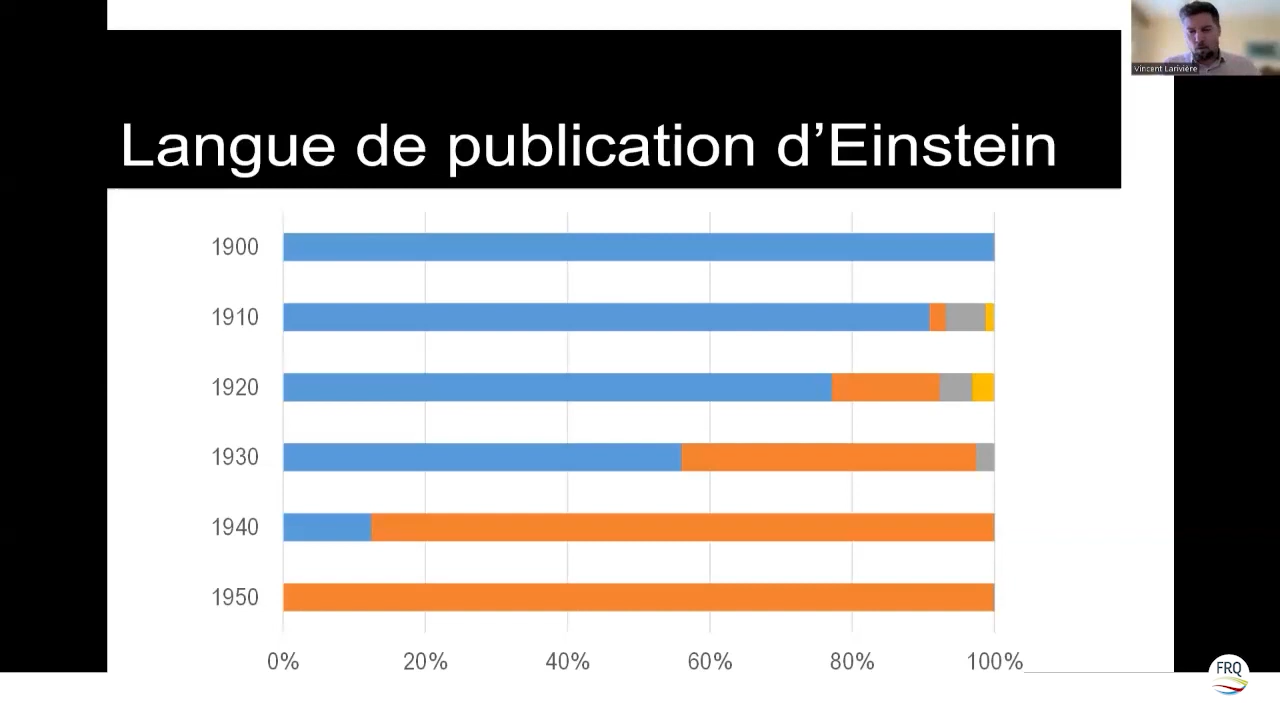 Vincent Larivière
Langue de publication d’Einstein
1900
1910
1920
1930
1940
1950
0% 20% 40% 60% 80% 100%
FRQ